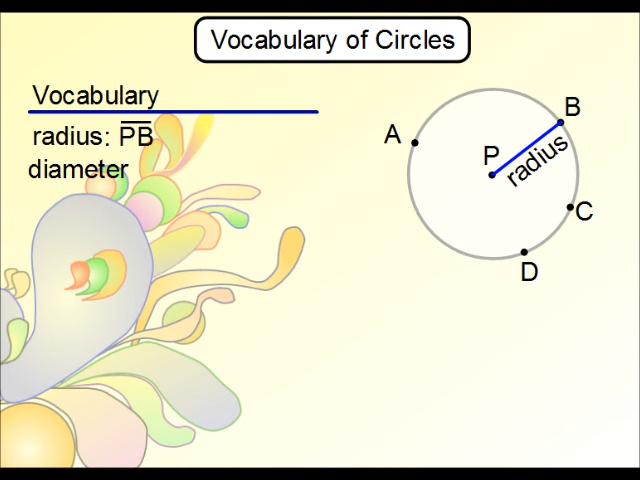 Vocabulary of Circles
Vocabulary
radius: PB
diameter
A
B
P
radius
C
D